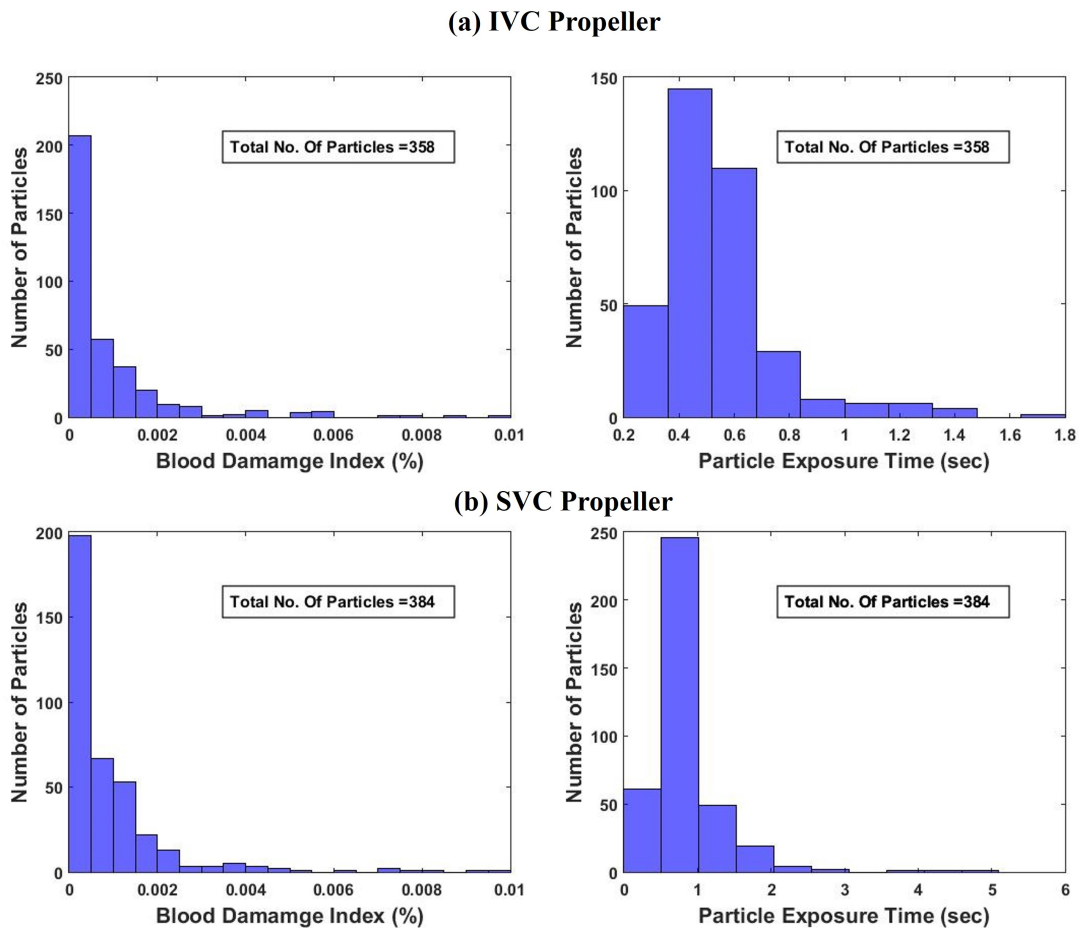 (a) IVC Propeller
250
200
150
100
50
0
Number of Particles
Total No. Of Particles =358
0 0.002 0.004 0.006 0.008 0.01
Blood Damamge Index (%)
150
100
50
0
Number of Particles
Total No. Of Particles =358
0.2 0.4 0.6 0.8 1 1.2 1.4 1.6 1.8
Particle Exposure Time (sec)
(b) SVC Propeller
200
150
100
50
0
Number of Particles
Total No. Of Particles =384
0 0.002 0.004 0.006 0.008 0.01
Blood Damamge Index (%)
250
200
150
100
50
0
Number of Particles
Total No. Of Particles =384
0 1 2 3 4 5 6
Particle Exposure Time (sec)